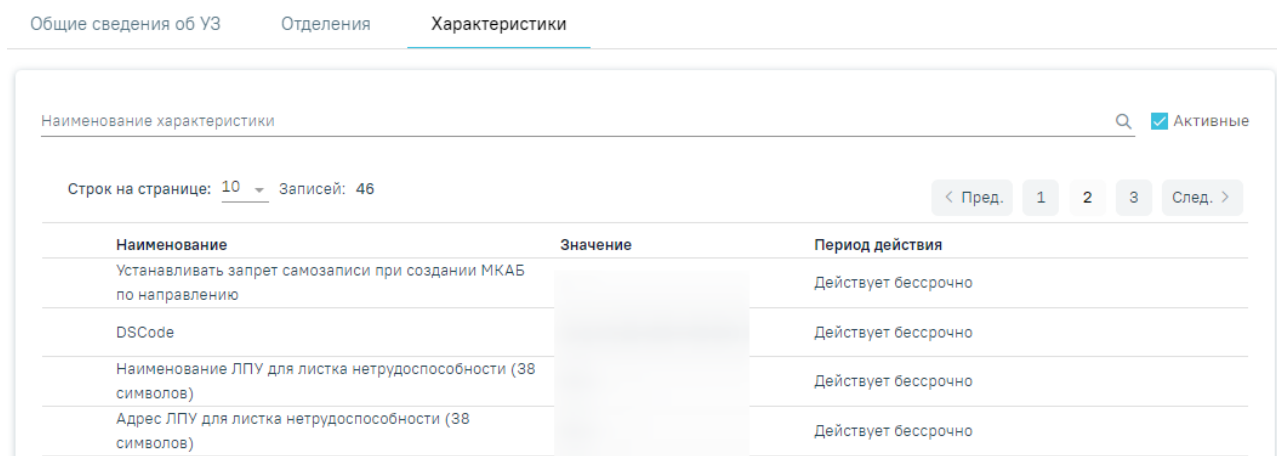 Общие сведения об УЗ Отделения Характеристики
Наименование характеристики Активные
Строк на странице: 10 Записей: 46 < Пред. 1 2 3 След. >
Наименование Значение Период действия
Устанавливать запрет самозаписи при создании МКАБ
по направлению
Действует бессрочно
DSCode Действует бессрочно
Наименование ЛПУ для листка нетрудоспособности (38
символов)
Действует бессрочно
Адрес ЛПУ для листка нетрудоспособности (38
символов)
Действует бессрочно